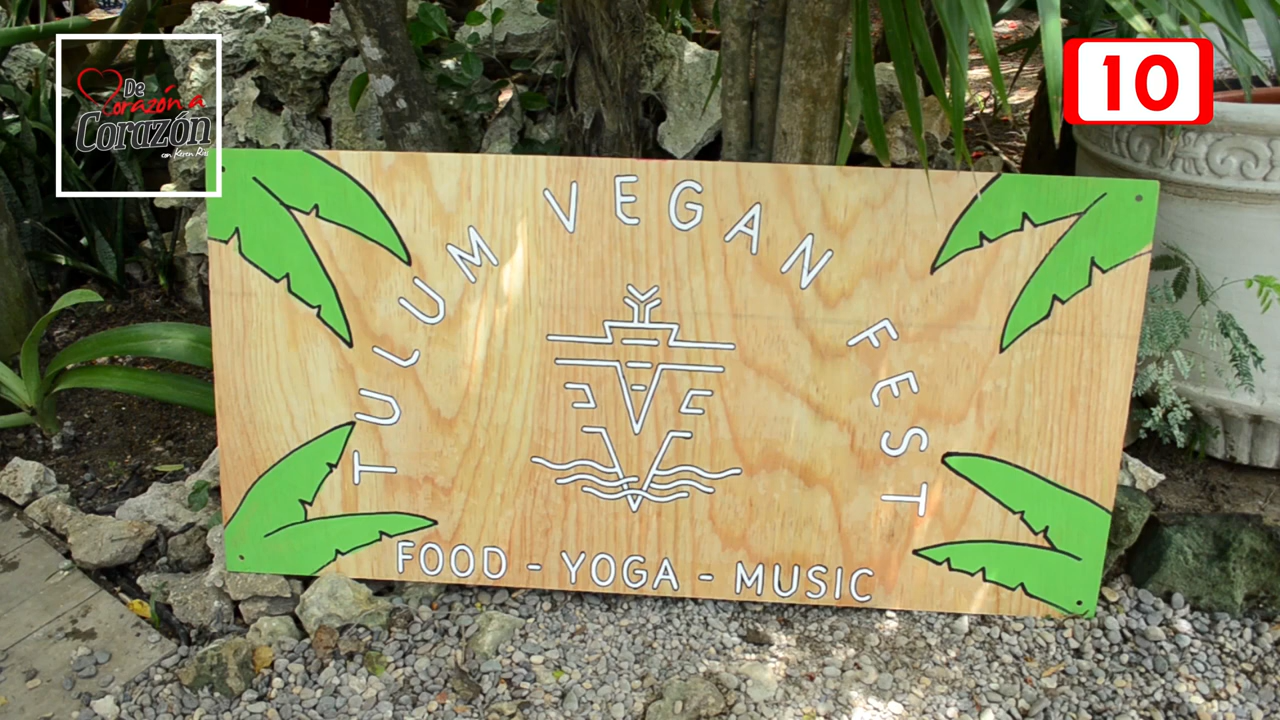 De
Corazón a
Corazón
10
TULUM VEGAN FEST
FOOD - YOGA - MUSIC